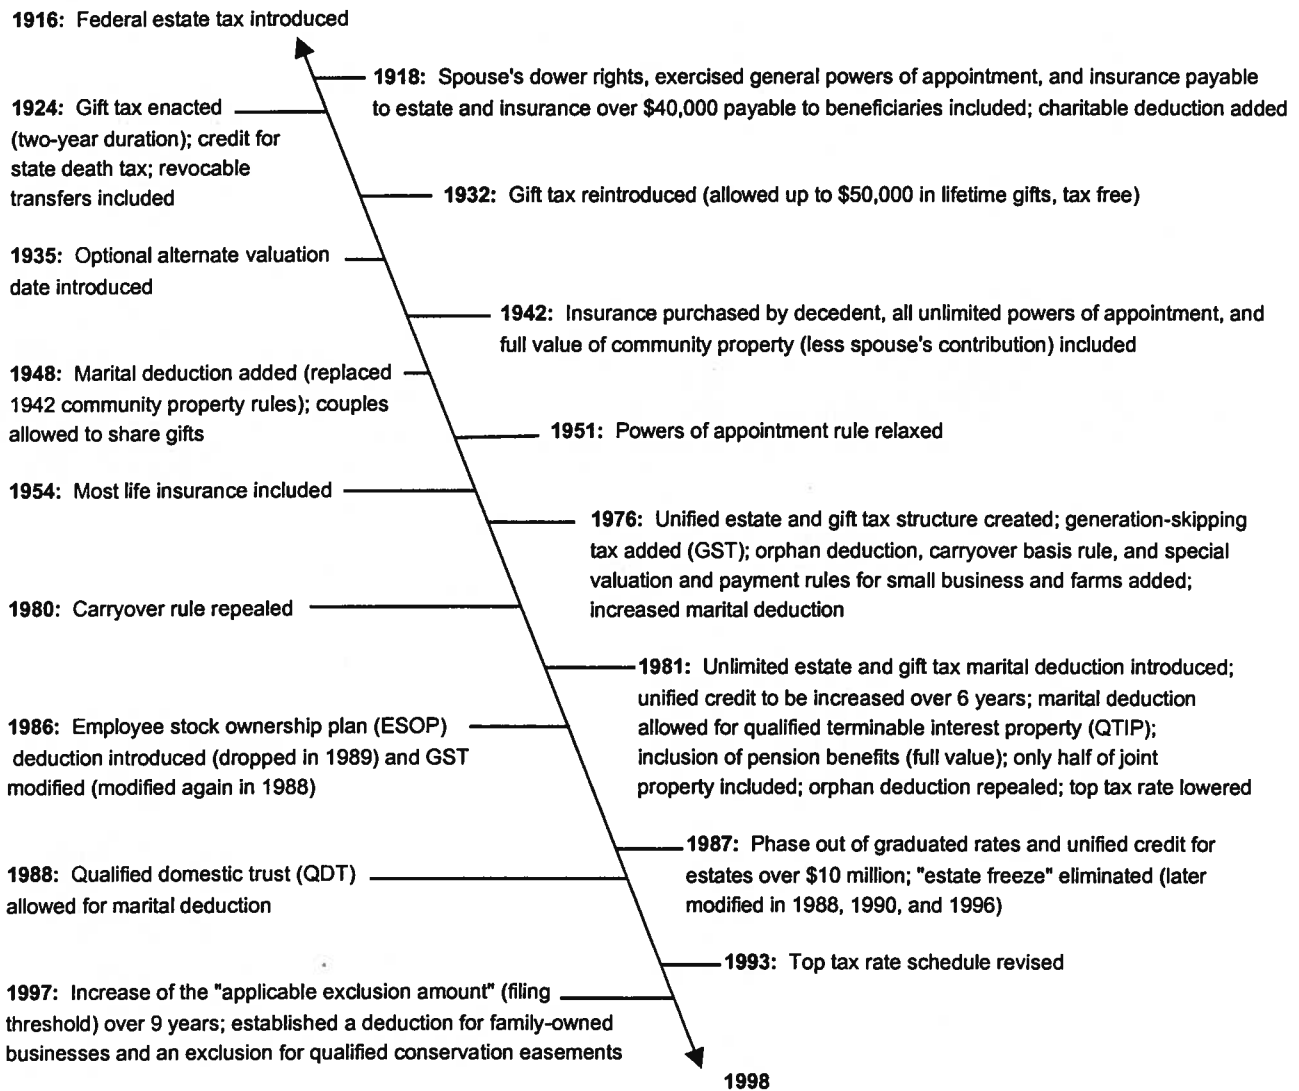 1916: Federal estate tax introduced
1918: Spouse's dower rights, exercised general powers of appointment, and insurance payable
to estate and insurance over $40,000 payable to beneficiaries included; charitable deduction added
1924: Gift tax enacted
(two-year duration); credit for
state death tax; revocable
transfers included
1932: Gift tax reintroduced (allowed up to $50,000 in lifetime gifts, tax free)
1935: Optional alternate valuation
date introduced
1942: Insurance purchased by decedent, all unlimited powers of appointment, and
full value of community property (less spouse's contribution) included
1948: Marital deduction added (replaced
1942 community property rules); couples
allowed to share gifts
1951: Powers of appointment rule relaxed
1954: Most life insurance included
1976: Unified estate and gift tax structure created; generation-skipping
tax added (GST); orphan deduction, carryover basis rule, and special
valuation and payment rules for small business and farms added;
increased marital deduction
1980: Carryover rule repealed
1981: Unlimited estate and gift tax marital deduction introduced;
unified credit to be increased over 6 years; marital deduction
allowed for qualified terminable interest property (QTIP);
inclusion of pension benefits (full value); only half of joint
property included; orphan deduction repealed; top tax rate lowered
1986: Employee stock ownership plan (ESOP)
deduction introduced (dropped in 1989) and GST
modified (modified again in 1988)
1987: Phase out of graduated rates and unified credit for
estates over $10 million; "estate freeze" eliminated (later
modified in 1988, 1990, and 1996)
1988: Qualified domestic trust (QDT)
allowed for marital deduction
1993: Top tax rate schedule revised
1997: Increase of the "applicable exclusion amount" (filing
threshold) over 9 years; established a deduction for family-owned
businesses and an exclusion for qualified conservation easements
1998